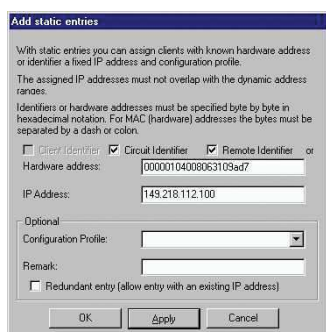 Add static entries
With static entries you can assign clients with known hardware address
or identifier a fixed IP address and configuration profile.
The assigned IP addresses must not overlap with the dynamic address
ranges.
Identifiers or hardware addresses must be specified byte by byte in
hexadecimal notation. For MAC (hardware) addresses the bytes must be
separated by a dash or colon.
Client Identifier Circuit Identifier Remote Identifier or
Hardware address: 00000104008063109ad7
IP Address: 149.218.112.100
Optional
Configuration Profile:
Remark:
Redundant entry (allow entry with an existing IP address)
OK Apply Cancel